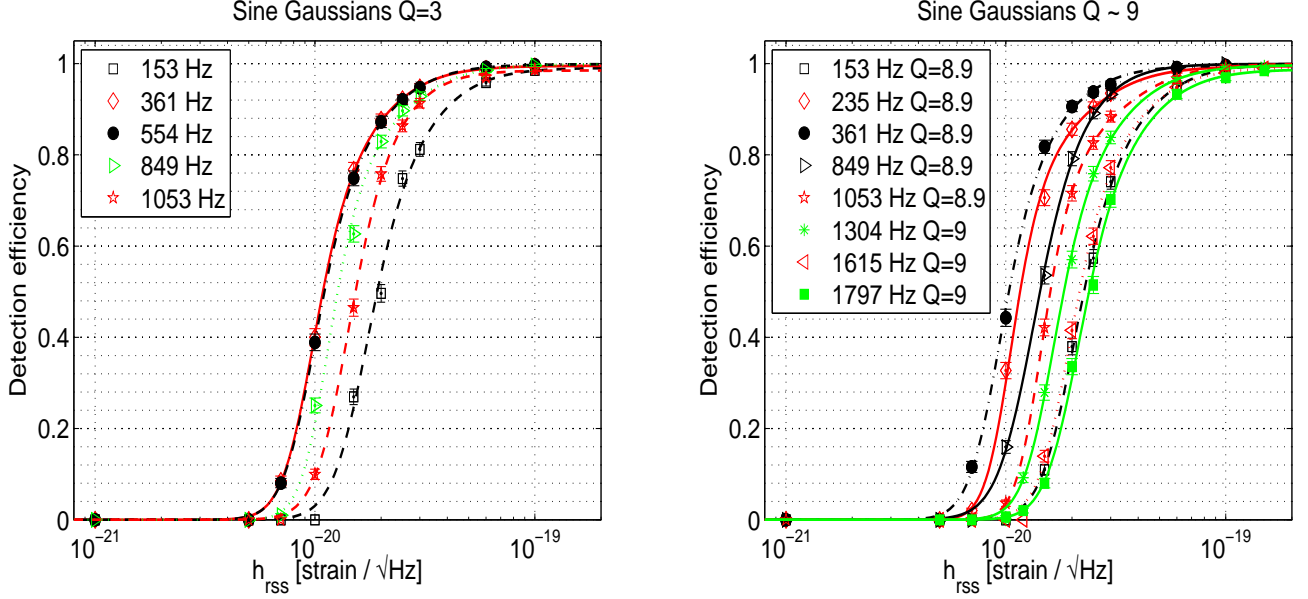 Sine Gaussians Q=3
1
0.8
0.6
0.4
0.2
0
Detection efficiency
153 Hz
361 Hz
554 Hz
849 Hz
1053 Hz
10⁻²¹
10⁻²⁰
10⁻¹⁹
h_rss [strain / √Hz]
Sine Gaussians Q ~ 9
1
0.8
0.6
0.4
0.2
0
Detection efficiency
153 Hz Q=8.9
235 Hz Q=8.9
361 Hz Q=8.9
849 Hz Q=8.9
1053 Hz Q=8.9
1304 Hz Q=9
1615 Hz Q=9
1797 Hz Q=9
10⁻²¹
10⁻²⁰
10⁻¹⁹
h_rss [strain / √Hz]